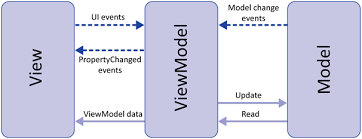 View
UI events
PropertyChanged
events
ViewModel data
ViewModel
Model change
events
Update
Read
Model